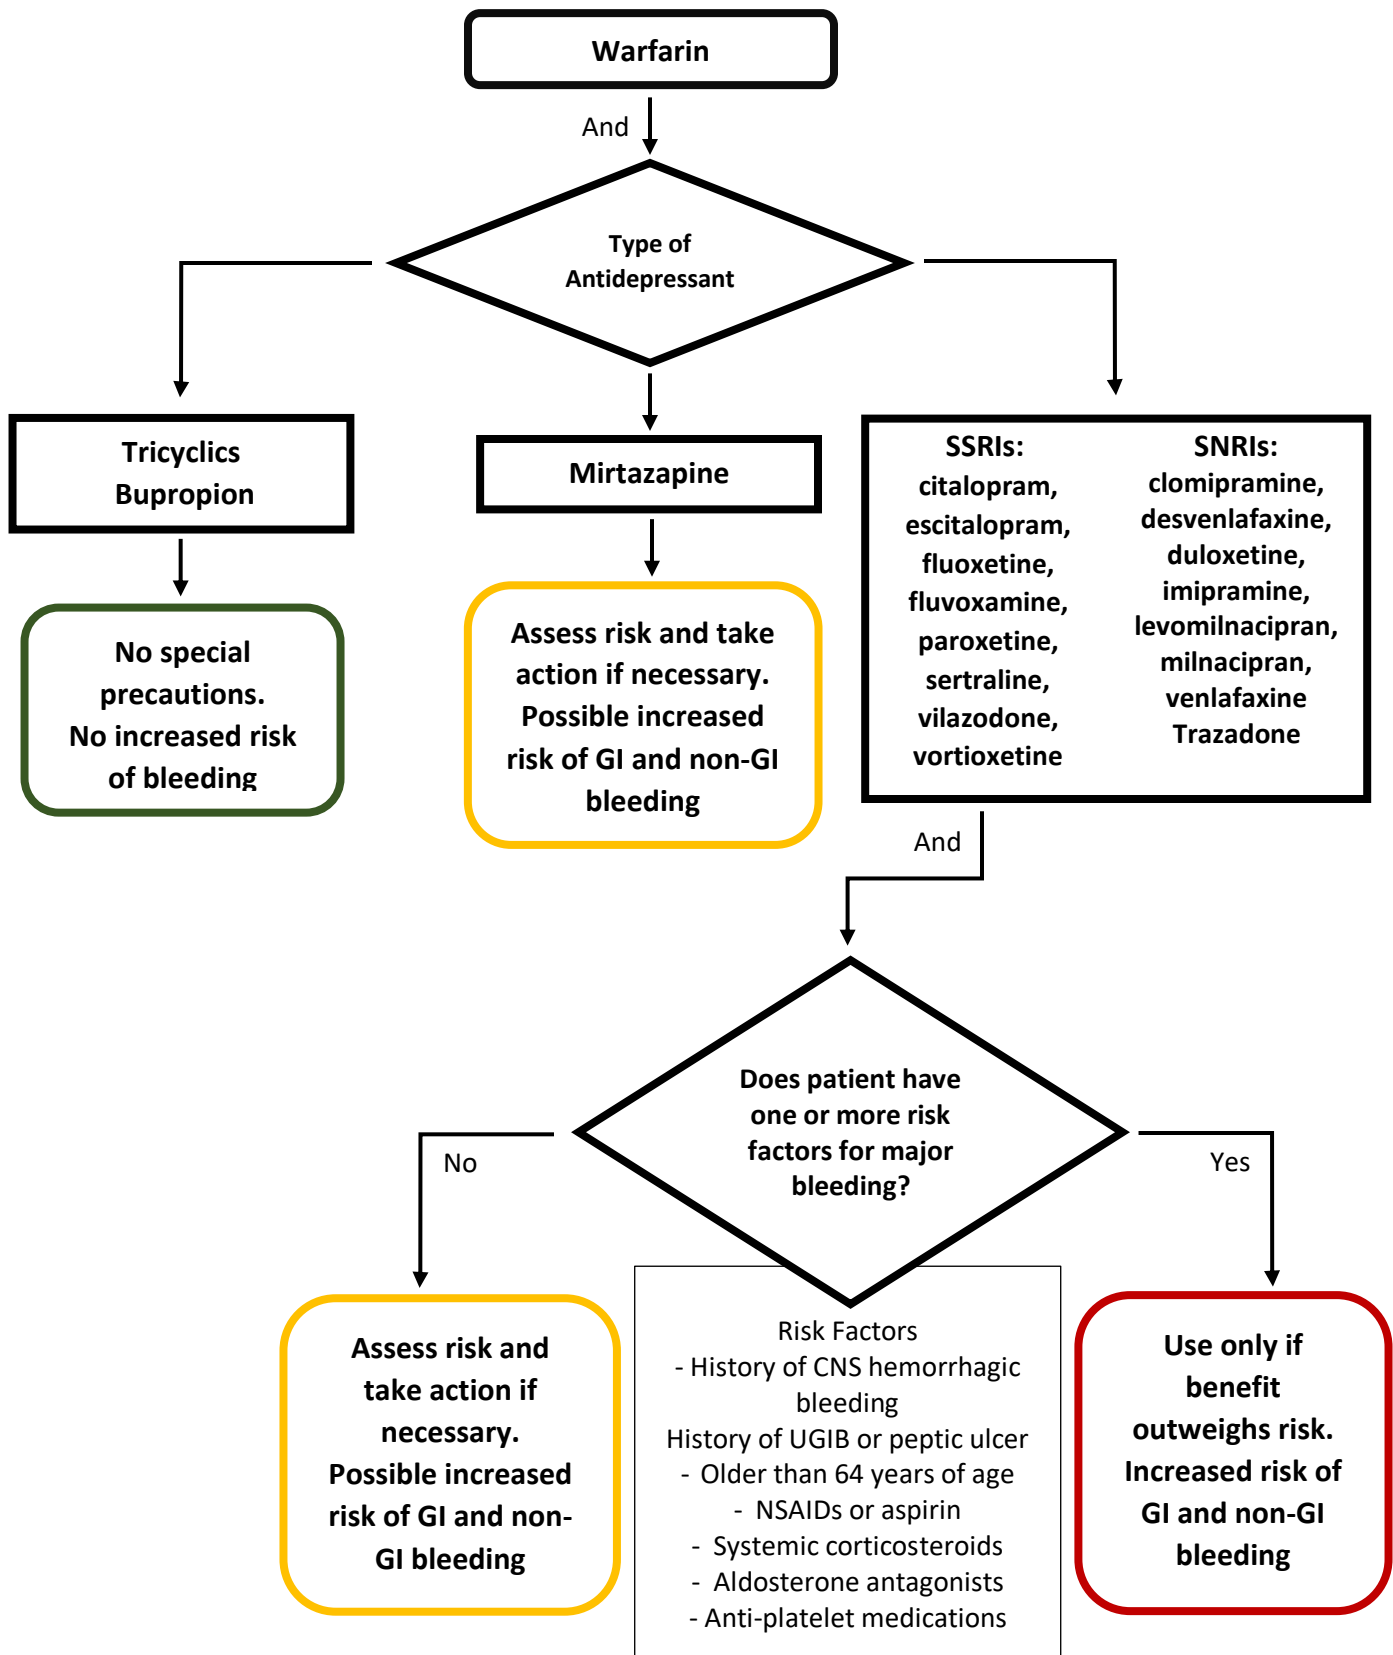 Warfarin
And
Type of
Antidepressant
Tricyclics
Bupropion
No special
precautions.
No increased risk
of bleeding
Mirtazapine
Assess risk and take
action if necessary.
Possible increased
risk of GI and non-GI
bleeding
SSRIs:
citalopram,
escitalopram,
fluoxetine,
fluvoxamine,
paroxetine,
sertraline,
vilazodone,
vortioxetine
SNRIs:
clomipramine,
desvenlafaxine,
duloxetine,
imipramine,
levomilnacipran,
milnacipran,
venlafaxine
Trazadone
And
Does patient have
one or more risk
factors for major
bleeding?
No
Yes
Assess risk and
take action if
necessary.
Possible increased
risk of GI and non-
GI bleeding
Risk Factors
- History of CNS hemorrhagic
bleeding
History of UGIB or peptic ulcer
- Older than 64 years of age
- NSAIDs or aspirin
- Systemic corticosteroids
- Aldosterone antagonists
- Anti-platelet medications
Use only if
benefit
outweighs risk.
Increased risk of
GI and non-GI
bleeding